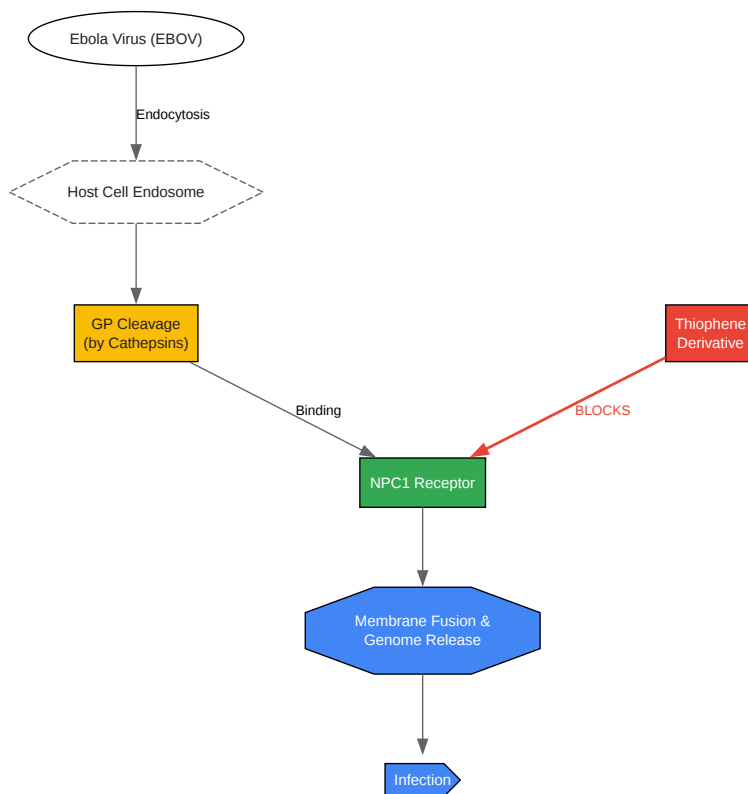 Ebola Virus (EBOV)
Endocytosis
Host Cell Endosome
GP Cleavage
(by Cathepsins)
Thiophene
Derivative
Binding
BLOCKS
NPC1 Receptor
Membrane Fusion &
Genome Release
Infection